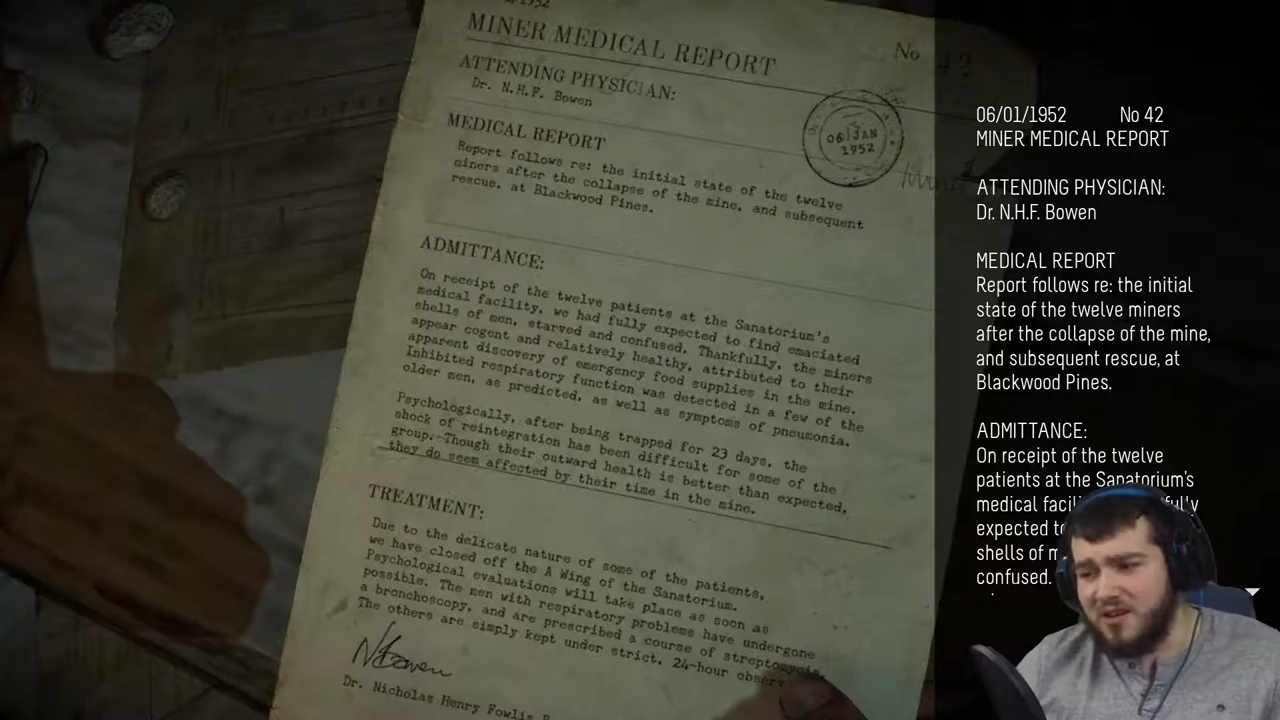 /1952
MINER MEDICAL REPORT
No 42
ATTENDING PHYSICIAN:
Dr. N.H.F. Bowen
06 JAN
1952
MEDICAL REPORT
Report follows re: the initial state of the twelve
miners after the collapse of the mine, and subsequent
rescue, at Blackwood Pines.
ADMITTANCE:
On receipt of the twelve patients at the Sanatorium's
medical facility, we had fully expected to find emaciated
shells of men, starved and confused. Thankfully, the miners
appear cogent and relatively healthy, attributed to their
apparent discovery of emergency food supplies in the mine.
Inhibited respiratory function was detected in a few of the
older men, as predicted, as well as symptoms of pneumonia.
Psychologically, after being trapped for 23 days, the
shock of reintegration has been difficult for some of the
group. Though their outward health is better than expected,
they do seem affected by their time in the mine.
TREATMENT:
Due to the delicate nature of some of the patients,
we have closed off the A Wing of the Sanatorium.
Psychological evaluations will take place as soon as
possible. The men with respiratory problems have undergone
a bronchoscopy, and are prescribed a course of streptomycin.
The others are simply kept under strict, 24-hour observ
NBowen
Dr. Nicholas Henry Fowlis B
06/01/1952 No 42
MINER MEDICAL REPORT
ATTENDING PHYSICIAN:
Dr. N.H.F. Bowen
MEDICAL REPORT
Report follows re: the initial
state of the twelve miners
after the collapse of the mine,
and subsequent rescue, at
Blackwood Pines.
ADMITTANCE:
On receipt of the twelve
patients at the Sanatorium's
medical faci fully
expected to
shells of m
confused.